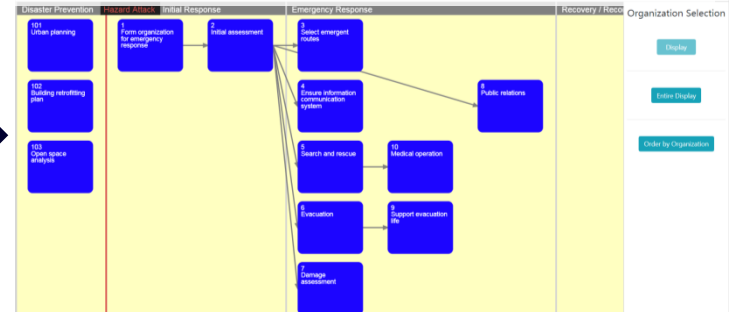 Disaster Prevention
Hazard Attack
Initial Response
Emergency Response
Recovery /
Organization Selection
101
Urban planning
1
Form organization
for emergency
response
2
Initial assessment
3
Select emergent
routes
Display
102
Building retrofitting
plan
4
Ensure information
communication
system
8
Public relations
Entire Display
103
Open space
analysis
5
Search and rescue
10
Medical operation
Order by Organization
6
Evacuation
9
Support evacuation
life
7
Damage
assessment